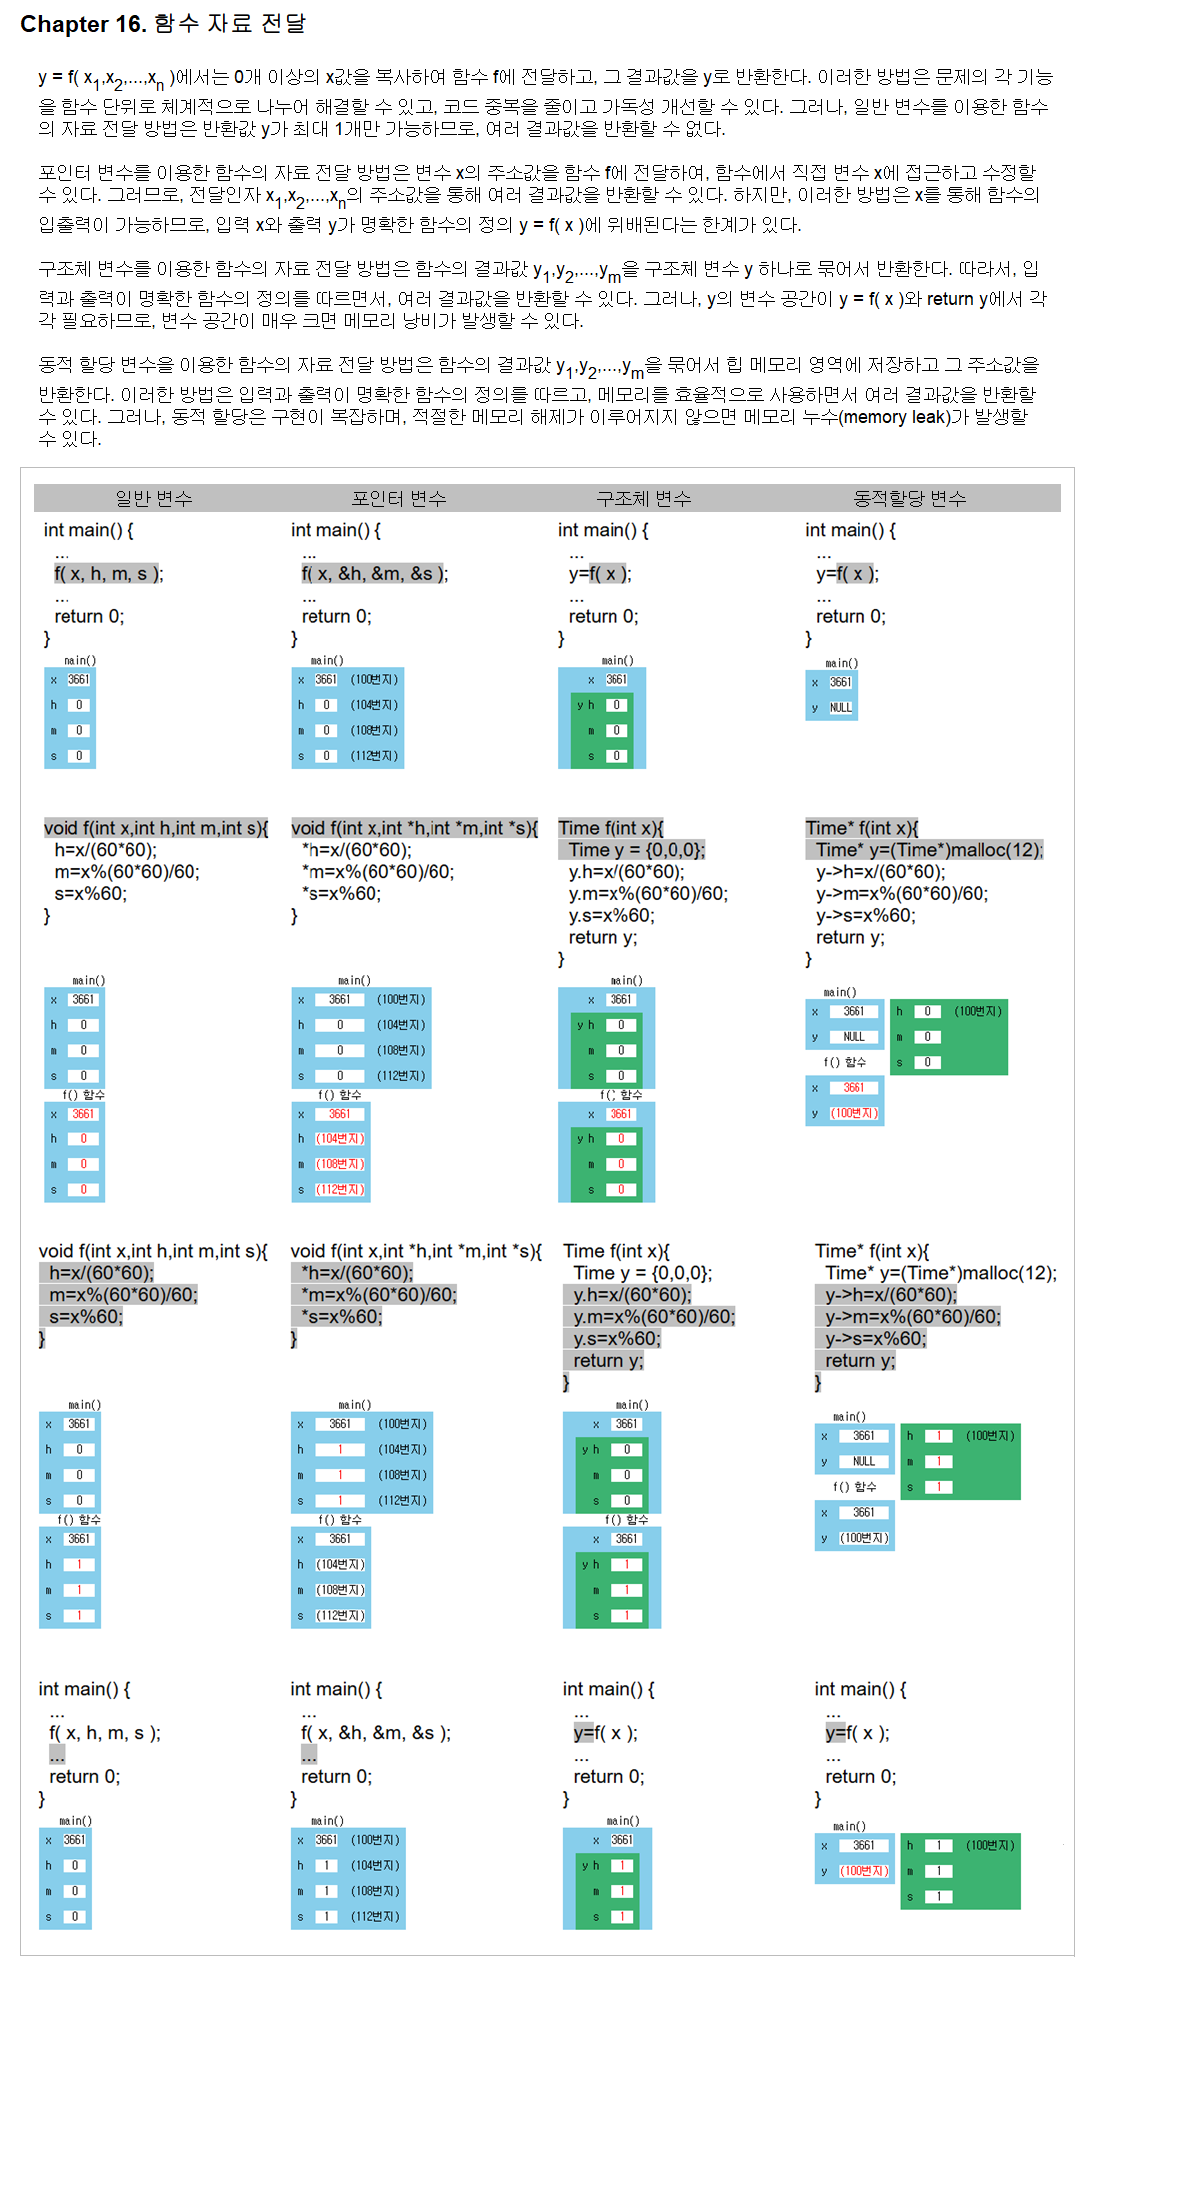 Chapter 16. 함수 자료 전달
y = f( x1,x2,...,xn )에서는 0개 이상의 x값을 복사하여 함수 f에 전달하고, 그 결과값을 y로 반환한다. 이러한 방법은 문제의 각 기능
을 함수 단위로 체계적으로 나누어 해결할 수 있고, 코드 중복을 줄이고 가독성 개선할 수 있다. 그러나, 일반 변수를 이용한 함수
의 자료 전달 방법은 반환값 y가 최대 1개만 가능하므로, 여러 결과값을 반환할 수 없다.
포인터 변수를 이용한 함수의 자료 전달 방법은 변수 x의 주소값을 함수 f에 전달하여, 함수에서 직접 변수 x에 접근하고 수정할
수 있다. 그러므로, 전달인자 x1,x2,...,xn의 주소값을 통해 여러 결과값을 반환할 수 있다. 하지만, 이러한 방법은 x를 통해 함수의
입출력이 가능하므로, 입력 x와 출력 y가 명확한 함수의 정의 y = f( x )에 위배된다는 한계가 있다.
구조체 변수를 이용한 함수의 자료 전달 방법은 함수의 결과값 y1,y2,...,ym을 구조체 변수 y 하나로 묶어서 반환한다. 따라서, 입
력과 출력이 명확한 함수의 정의를 따르면서, 여러 결과값을 반환할 수 있다. 그러나, y의 변수 공간이 y = f( x )와 return y에서 각
각 필요하므로, 변수 공간이 매우 크면 메모리 낭비가 발생할 수 있다.
동적 할당 변수을 이용한 함수의 자료 전달 방법은 함수의 결과값 y1,y2,...,ym을 묶어서 힙 메모리 영역에 저장하고 그 주소값을
반환한다. 이러한 방법은 입력과 출력이 명확한 함수의 정의를 따르고, 메모리를 효율적으로 사용하면서 여러 결과값을 반환할
수 있다. 그러나, 동적 할당은 구현이 복잡하며, 적절한 메모리 해제가 이루어지지 않으면 메모리 누수(memory leak)가 발생할
수 있다.
일반 변수 포인터 변수 구조체 변수 동적할당 변수
int main() { int main() { int main() { int main() {
... ... ... ...
f( x, h, m, s ); f( x, &h, &m, &s ); y=f( x ); y=f( x );
... ... ... ...
return 0; return 0; return 0; return 0;
} } } }
main() main() main() main()
x 3661 x 3661 (100번지) x 3661 x 3661
h 0 h 0 (104번지) y h 0 y NULL
m 0 m 0 (108번지) m 0
s 0 s 0 (112번지) s 0
void f(int x,int h,int m,int s){ void f(int x,int *h,int *m,int *s){ Time f(int x){ Time* f(int x){
h=x/(60*60); *h=x/(60*60); Time y = {0,0,0}; Time* y=(Time*)malloc(12);
m=x%(60*60)/60; *m=x%(60*60)/60; y.h=x/(60*60); y->h=x/(60*60);
s=x%60; *s=x%60; y.m=x%(60*60)/60; y->m=x%(60*60)/60;
} } y.s=x%60; y->s=x%60;
return y; return y;
} }
main() main() main() main()
x 3661 x 3661 (100번지) x 3661 x 3661 h 0 (100번지)
h 0 h 0 (104번지) y h 0 y NULL m 0
m 0 m 0 (108번지) m 0 f() 함수 s 0
s 0 s 0 (112번지) s 0 x 3661
f() 함수 f() 함수 f() 함수 y (100번지)
x 3661 x 3661 x 3661
h 0 h (104번지) y h 0
m 0 m (108번지) m 0
s 0 s (112번지) s 0
void f(int x,int h,int m,int s){ void f(int x,int *h,int *m,int *s){ Time f(int x){ Time* f(int x){
h=x/(60*60); *h=x/(60*60); Time y = {0,0,0}; Time* y=(Time*)malloc(12);
m=x%(60*60)/60; *m=x%(60*60)/60; y.h=x/(60*60); y->h=x/(60*60);
s=x%60; *s=x%60; y.m=x%(60*60)/60; y->m=x%(60*60)/60;
} } y.s=x%60; y->s=x%60;
return y; return y;
} }
main() main() main() main()
x 3661 x 3661 (100번지) x 3661 x 3661 h 1 (100번지)
h 0 h 1 (104번지) y h 0 y NULL m 1
m 0 m 1 (108번지) m 0 f() 함수 s 1
s 0 s 1 (112번지) s 0 x 3661
f() 함수 f() 함수 f() 함수 y (100번지)
x 3661 x 3661 x 3661
h 1 h (104번지) y h 1
m 1 m (108번지) m 1
s 1 s (112번지) s 1
int main() { int main() { int main() { int main() {
... ... ... ...
f( x, h, m, s ); f( x, &h, &m, &s ); y=f( x ); y=f( x );
... ... ... ...
return 0; return 0; return 0; return 0;
} } } }
main() main() main() main()
x 3661 x 3661 (100번지) x 3661 x 3661 h 1 (100번지)
h 0 h 1 (104번지) y h 1 y (100번지) m 1
m 0 m 1 (108번지) m 1 s 1
s 0 s 1 (112번지) s 1